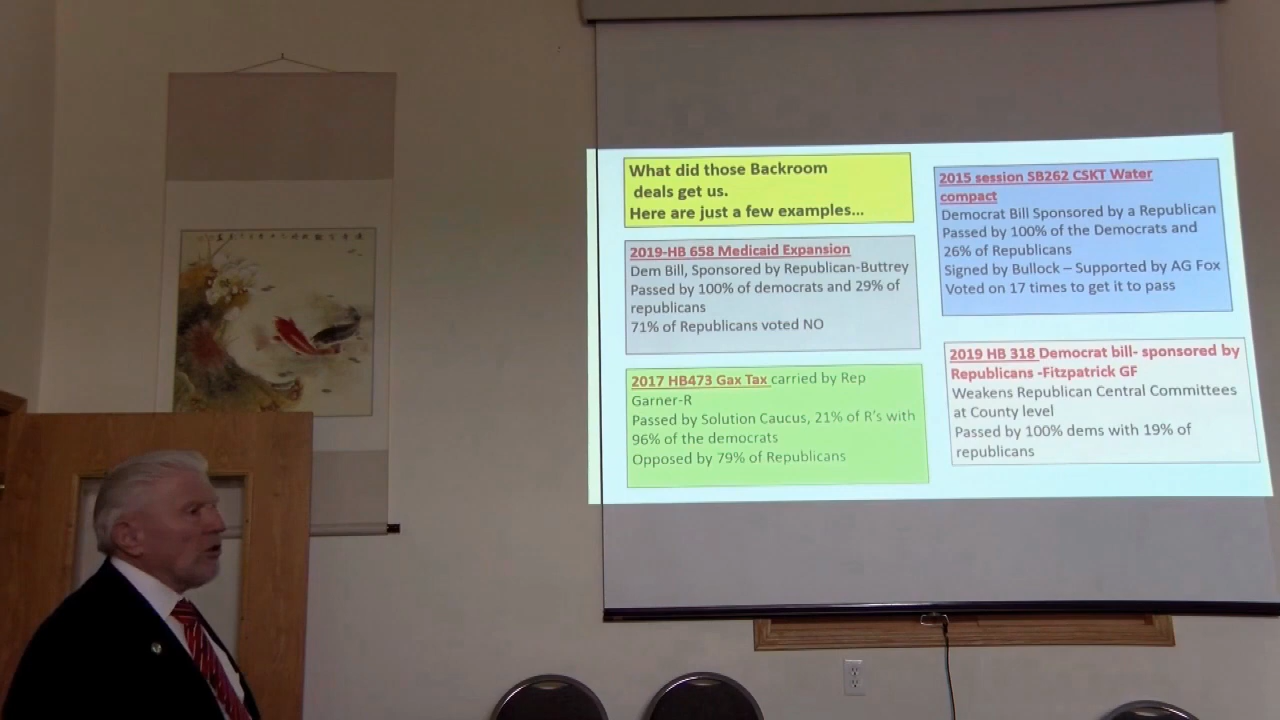 What did those Backroom
deals get us.
Here are just a few examples...
2019-HB 658 Medicaid Expansion
Dem Bill, Sponsored by Republican-Buttrey
Passed by 100% of democrats and 29% of
republicans
71% of Republicans voted NO
2017 HB473 Gax Tax carried by Rep
Garner-R
Passed by Solution Caucus, 21% of R's with
96% of the democrats
Opposed by 79% of Republicans
2015 session SB262 CSKT Water
compact
Democrat Bill Sponsored by a Republican
Passed by 100% of the Democrats and
26% of Republicans
Signed by Bullock – Supported by AG Fox
Voted on 17 times to get it to pass
2019 HB 318 Democrat bill- sponsored by
Republicans -Fitzpatrick GF
Weakens Republican Central Committees
at County level
Passed by 100% dems with 19% of
republicans